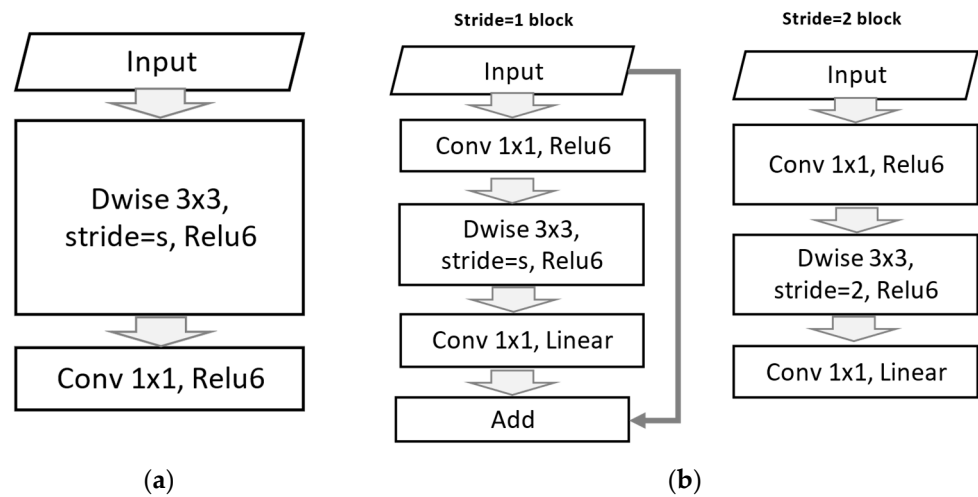 Input
Dwise 3x3,
stride=s, Relu6
Conv 1x1, Relu6
(a)
Stride=1 block
Input
Conv 1x1, Relu6
Dwise 3x3,
stride=s, Relu6
Conv 1x1, Linear
Add
Stride=2 block
Input
Conv 1x1, Relu6
Dwise 3x3,
stride=2, Relu6
Conv 1x1, Linear
(b)